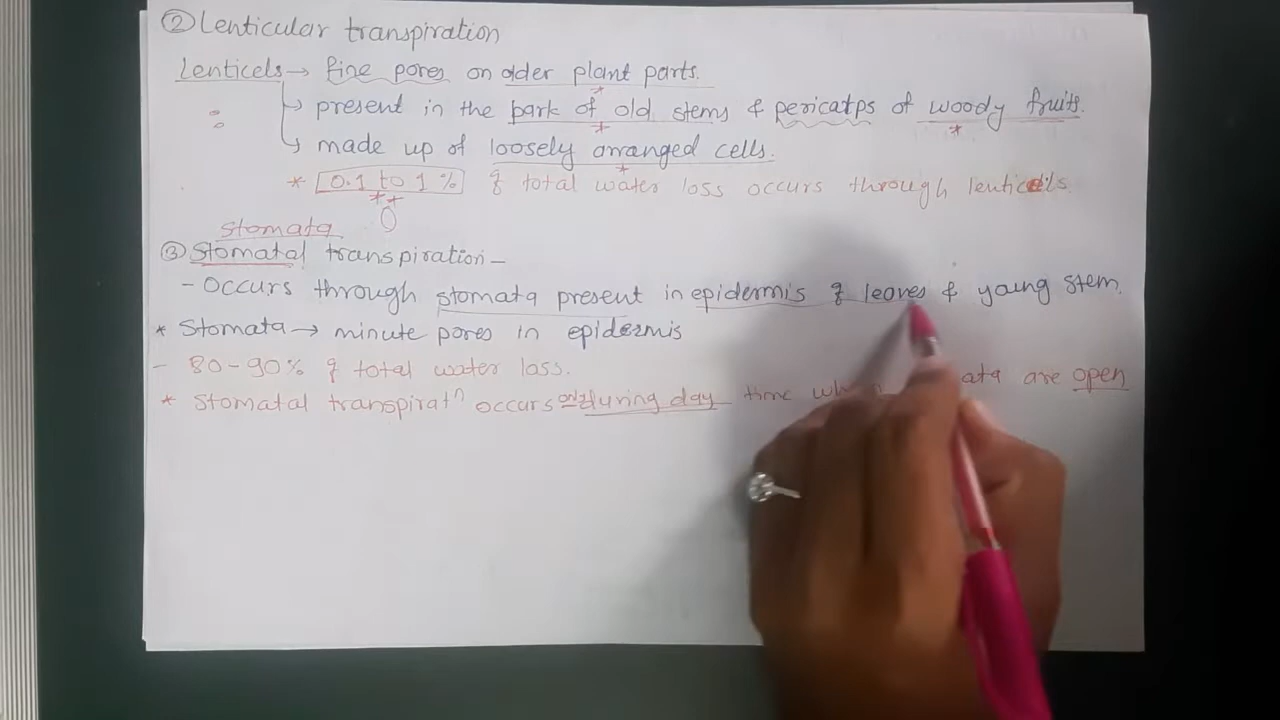 ② Lenticular transpiration
Lenticels → fine pores on older plant parts.
↳ present in the bark of old stems & pericarps of woody fruits.
↳ made up of loosely arranged cells.
* 0.1 to 1% of total water loss occurs through lenticels
Stomata
③ Stomatal transpiration –
- Occurs through stomata present in epidermis of leaves & young stem.
* Stomata → minute pores in epidermis
- 80-90% of total water loss.
* Stomatal transpiratⁿ occurs only during day time are open